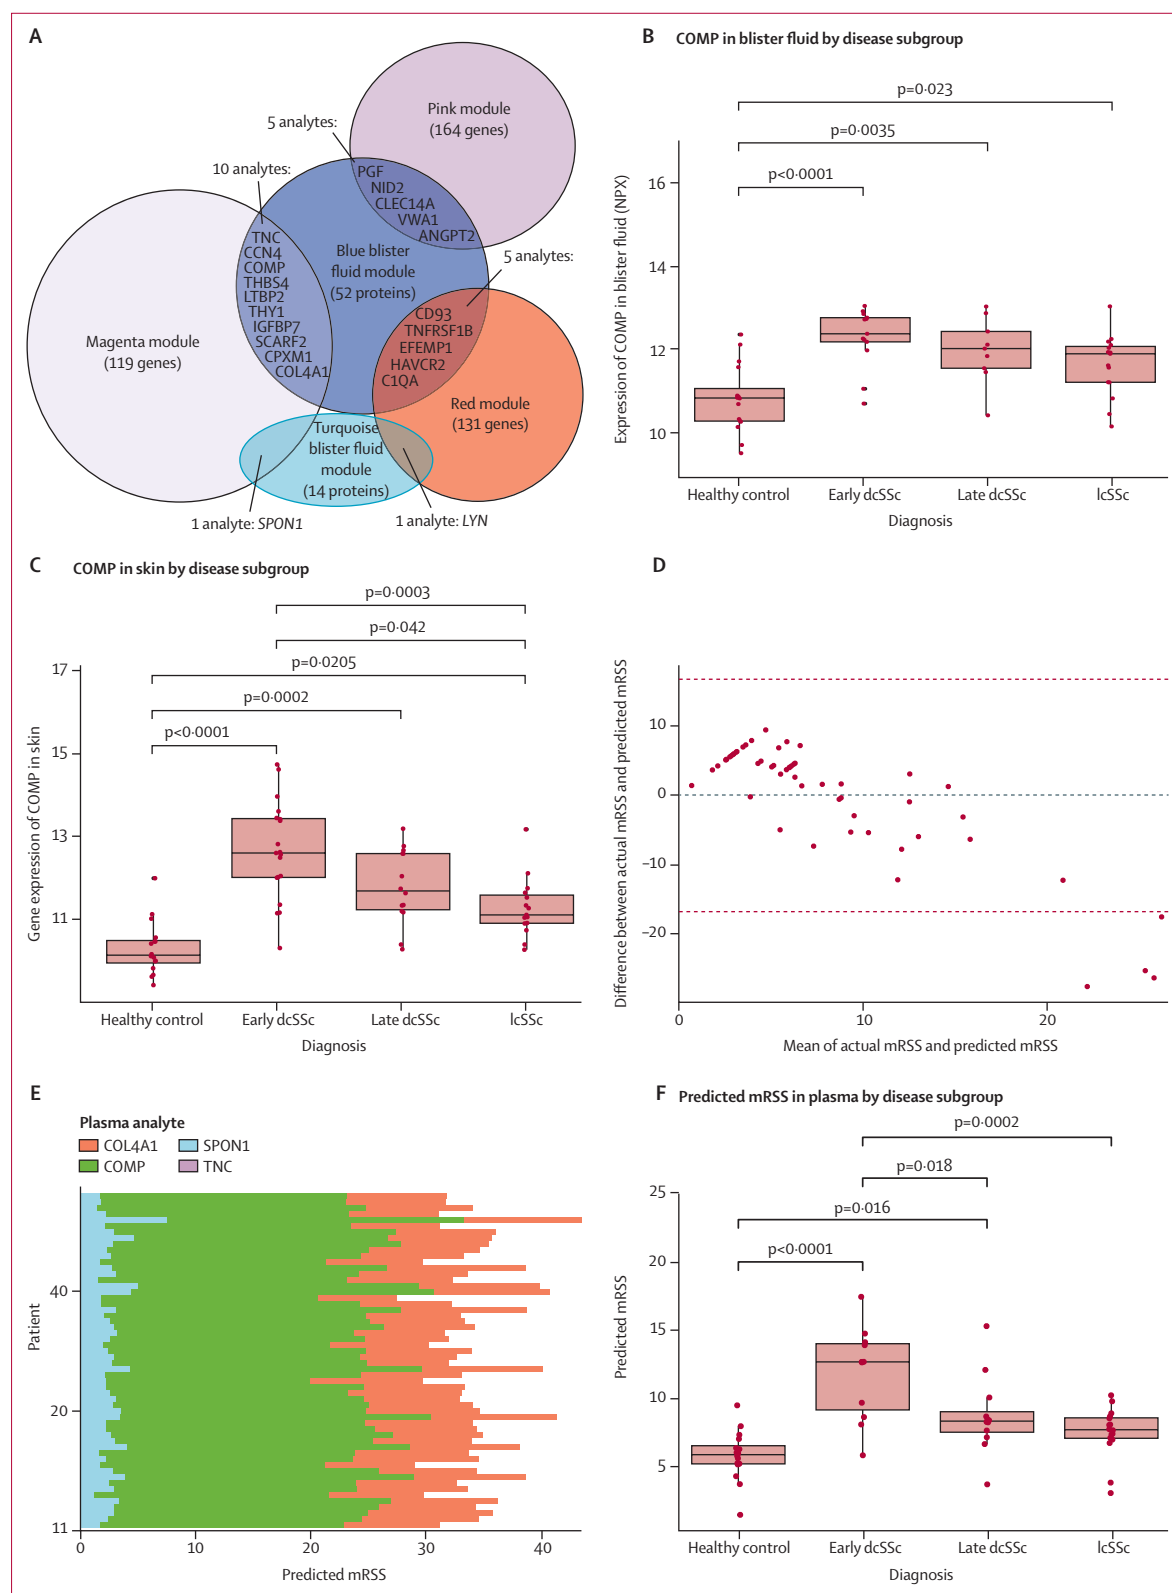 A
Pink module
(164 genes)
5 analytes:
10 analytes:
PGF
NID2
CLEC14A
VWA1
ANGPT2
TNC
CCN4
COMP
THBS4
LTBP2
THY1
IGFBP7
SCARF2
CPXM1
COL4A1
Blue blister
fluid module
(52 proteins)
5 analytes:
CD93
TNFRSF1B
EFEMP1
HAVCR2
C1QA
Magenta module
(119 genes)
Red module
(131 genes)
Turquoise
blister fluid
module
(14 proteins)
1 analyte: SPON1
1 analyte: LYN
B COMP in blister fluid by disease subgroup
p=0·023
p=0·0035
p<0·0001
Expression of COMP in blister fluid (NPX)
16
14
12
10
Healthy control Early dcSSc Late dcSSc lcSSc
Diagnosis
C COMP in skin by disease subgroup
p=0·0003
p=0·042
p=0·0205
p=0·0002
p<0·0001
Gene expression of COMP in skin
17
15
13
11
Healthy control Early dcSSc Late dcSSc lcSSc
Diagnosis
D
Difference between actual mRSS and predicted mRSS
10
0
−10
−20
0 10 20
Mean of actual mRSS and predicted mRSS
E
Plasma analyte
COL4A1 SPON1
COMP TNC
Patient
40
20
11
0 10 20 30 40
Predicted mRSS
F Predicted mRSS in plasma by disease subgroup
p=0·0002
p=0·018
p=0·016
p<0·0001
Predicted mRSS
25
20
15
10
5
Healthy control Early dcSSc Late dcSSc lcSSc
Diagnosis